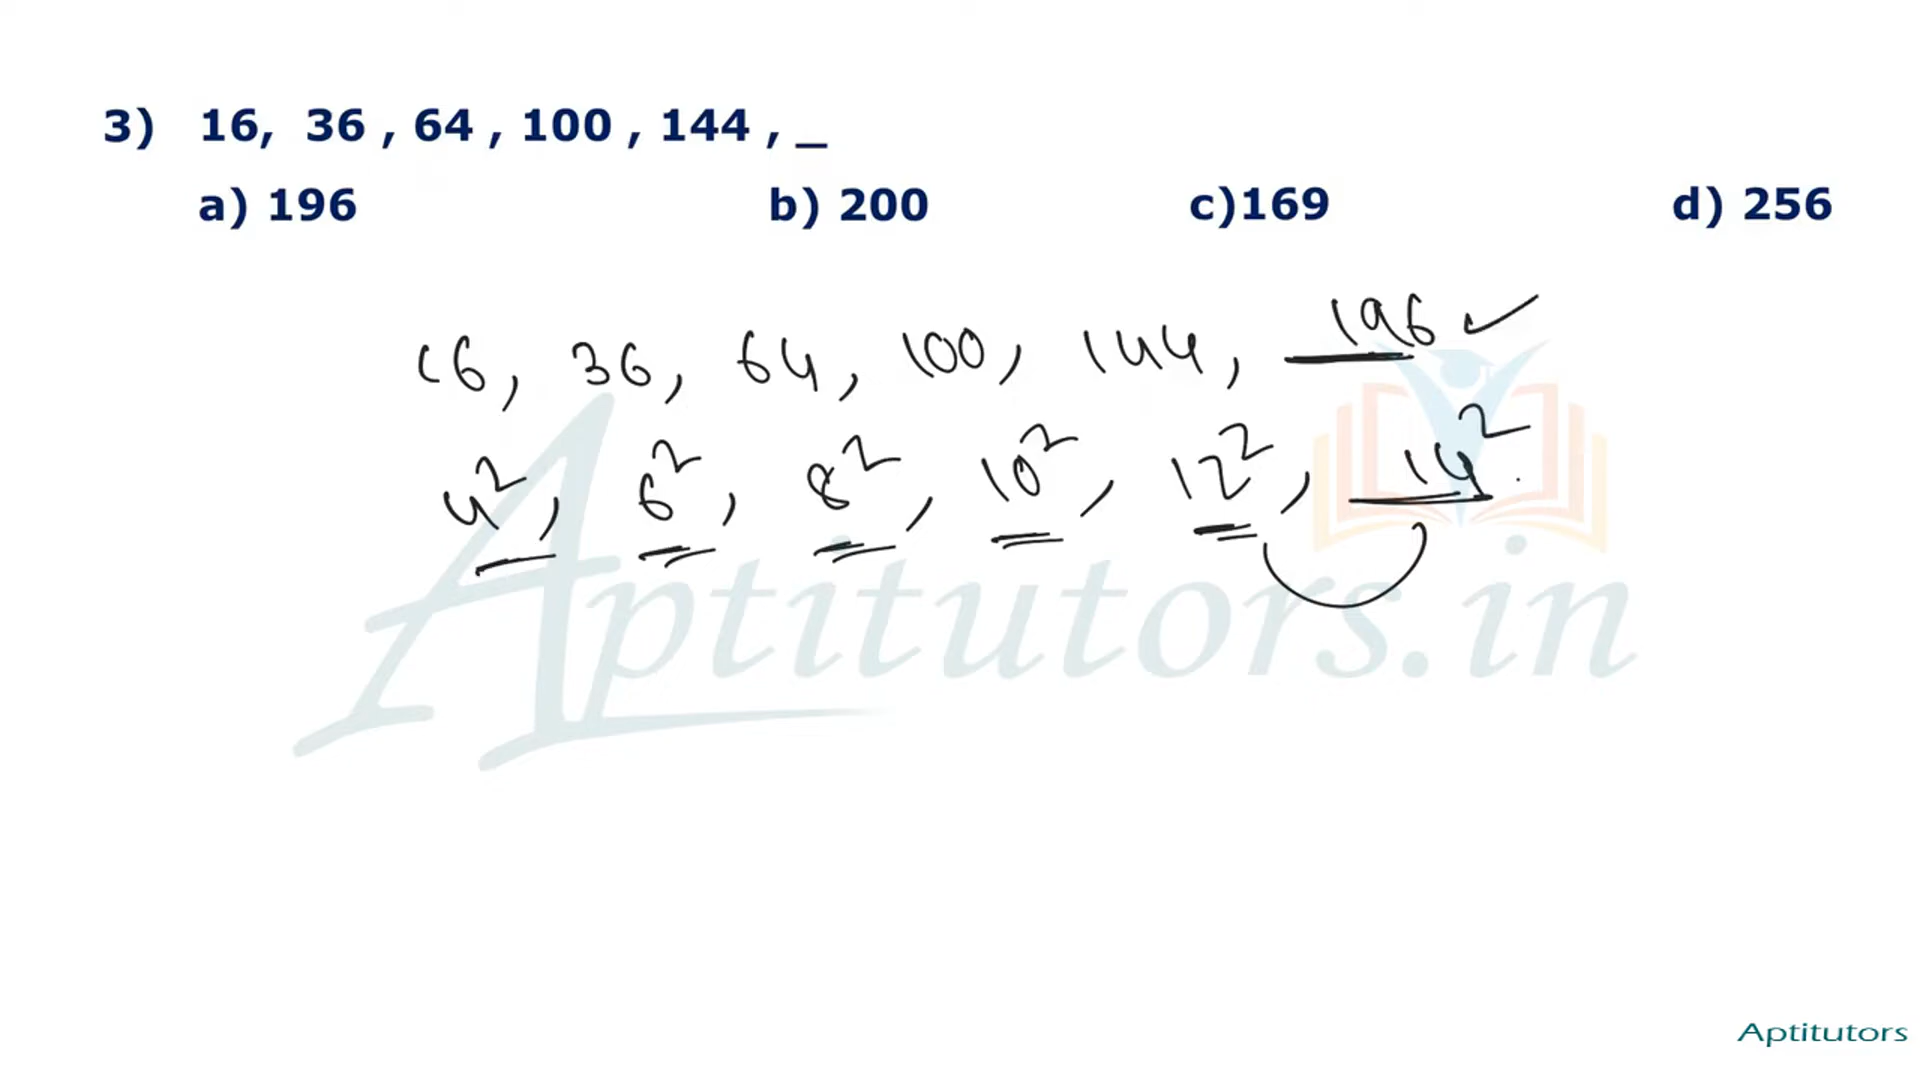 3) 16, 36 , 64 , 100 , 144 , _
a) 196 b) 200 c)169 d) 256
16, 36, 64, 100, 144, 196 ✓
4², 6², 8², 10², 12², 14²
Aptitutors.in
Aptitutors